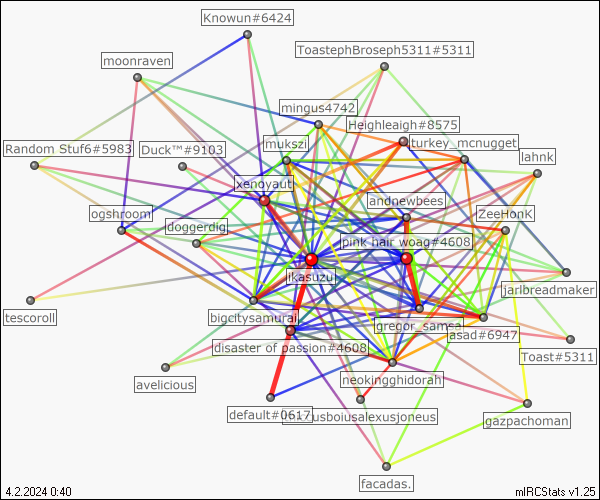 Knowun#6424
ToastephBroseph5311#5311
moonraven
mingus4742
Heighleaigh#8575
Random Stuf6#5983
Duck™#9103
mukszi
turkey_mcnugget
lahnk
xenoyaut
andnewbees
ogshroom
doggerdig
ZeeHonK
pink hair woag#4608
jikasuzu
jarlbreadmaker
tescoroll
bigcitysamurai
gregor_samsa
asad#6947
disaster of passion#4608
Toast#5311
avelicious
neokingghidorah
default#0617
usboiusalexusjoneus
gazpachoman
facadas.
4.2.2024 0:40
mIRCStats v1.25